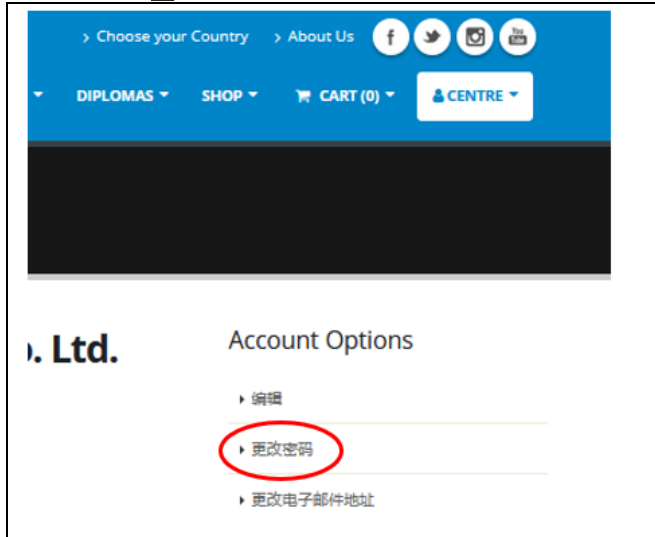 › Choose your Country › About Us
DIPLOMAS SHOP CART (0) CENTRE
. Ltd.
Account Options
编辑
更改密码
更改电子邮件地址